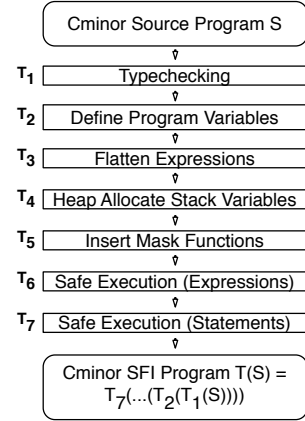 Cminor Source Program S
T1 Typechecking
T2 Define Program Variables
T3 Flatten Expressions
T4 Heap Allocate Stack Variables
T5 Insert Mask Functions
T6 Safe Execution (Expressions)
T7 Safe Execution (Statements)
Cminor SFI Program T(S) =
T7(...(T2(T1(S))))